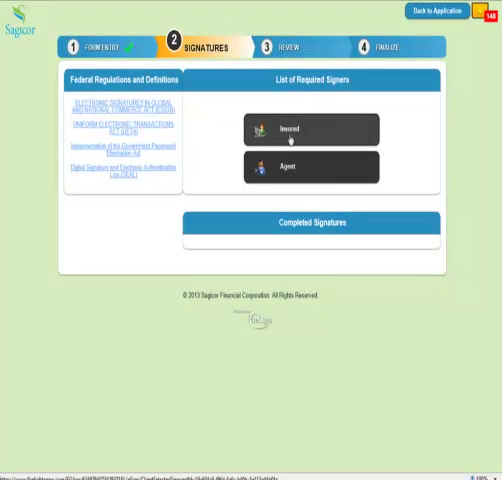 Sagicor
Back to Application
148
1 FORM ENTRY
2 SIGNATURES
3 REVIEW
4 FINALIZE
Federal Regulations and Definitions
List of Required Signers
ELECTRONIC SIGNATURES IN GLOBAL
AND NATIONAL COMMERCE ACT (ESIGN)
UNIFORM ELECTRONIC TRANSACTIONS
ACT (UETA)
Implementation of the Government Paperwork
Elimination Act
Digital Signature and Electronic Authentication
Law (SEAL)
Insured
Agent
Completed Signatures
© 2013 Sagicor Financial Corporation. All Rights Reserved
100%